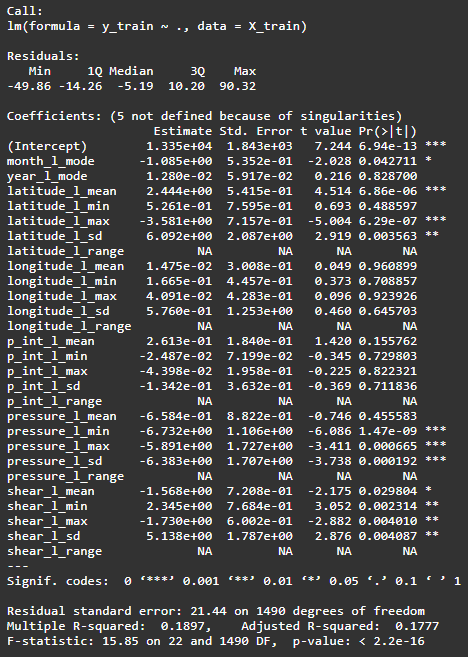 Call:
lm(formula = y_train ~ ., data = X_train)
Residuals:
Min 1Q Median 3Q Max
-49.86 -14.26 -5.19 10.20 90.32
Coefficients: (5 not defined because of singularities)
Estimate Std. Error t value Pr(>|t|)
(Intercept) 1.335e+04 1.843e+03 7.244 6.94e-13 ***
month_l_mode -1.085e+00 5.352e-01 -2.028 0.042711 *
year_l_mode 1.280e-02 5.917e-02 0.216 0.828700
latitude_l_mean 2.444e+00 5.415e-01 4.514 6.86e-06 ***
latitude_l_min 5.261e-01 7.595e-01 0.693 0.488597
latitude_l_max -3.581e+00 7.157e-01 -5.004 6.29e-07 ***
latitude_l_sd 6.092e+00 2.087e+00 2.919 0.003563 **
latitude_l_range NA NA NA NA
longitude_l_mean 1.475e-02 3.008e-01 0.049 0.960899
longitude_l_min 1.665e-01 4.457e-01 0.373 0.708857
longitude_l_max 4.091e-02 4.283e-01 0.096 0.923926
longitude_l_sd 5.760e-01 1.253e+00 0.460 0.645703
longitude_l_range NA NA NA NA
p_int_l_mean 2.613e-01 1.840e-01 1.420 0.155762
p_int_l_min -2.487e-02 7.199e-02 -0.345 0.729803
p_int_l_max -4.398e-02 1.958e-01 -0.225 0.822321
p_int_l_sd -1.342e-01 3.632e-01 -0.369 0.711836
p_int_l_range NA NA NA NA
pressure_l_mean -6.584e-01 8.822e-01 -0.746 0.455583
pressure_l_min -6.732e+00 1.106e+00 -6.086 1.47e-09 ***
pressure_l_max -5.891e+00 1.727e+00 -3.411 0.000665 ***
pressure_l_sd -6.383e+00 1.707e+00 -3.738 0.000192 ***
pressure_l_range NA NA NA NA
shear_l_mean -1.568e+00 7.208e-01 -2.175 0.029804 *
shear_l_min 2.345e+00 7.684e-01 3.052 0.002314 **
shear_l_max -1.730e+00 6.002e-01 -2.882 0.004010 **
shear_l_sd 5.138e+00 1.787e+00 2.876 0.004087 **
shear_l_range NA NA NA NA
---
Signif. codes: 0 ‘***’ 0.001 ‘**’ 0.01 ‘*’ 0.05 ‘.’ 0.1 ‘ ’ 1
Residual standard error: 21.44 on 1490 degrees of freedom
Multiple R-squared: 0.1897, Adjusted R-squared: 0.1777
F-statistic: 15.85 on 22 and 1490 DF, p-value: < 2.2e-16